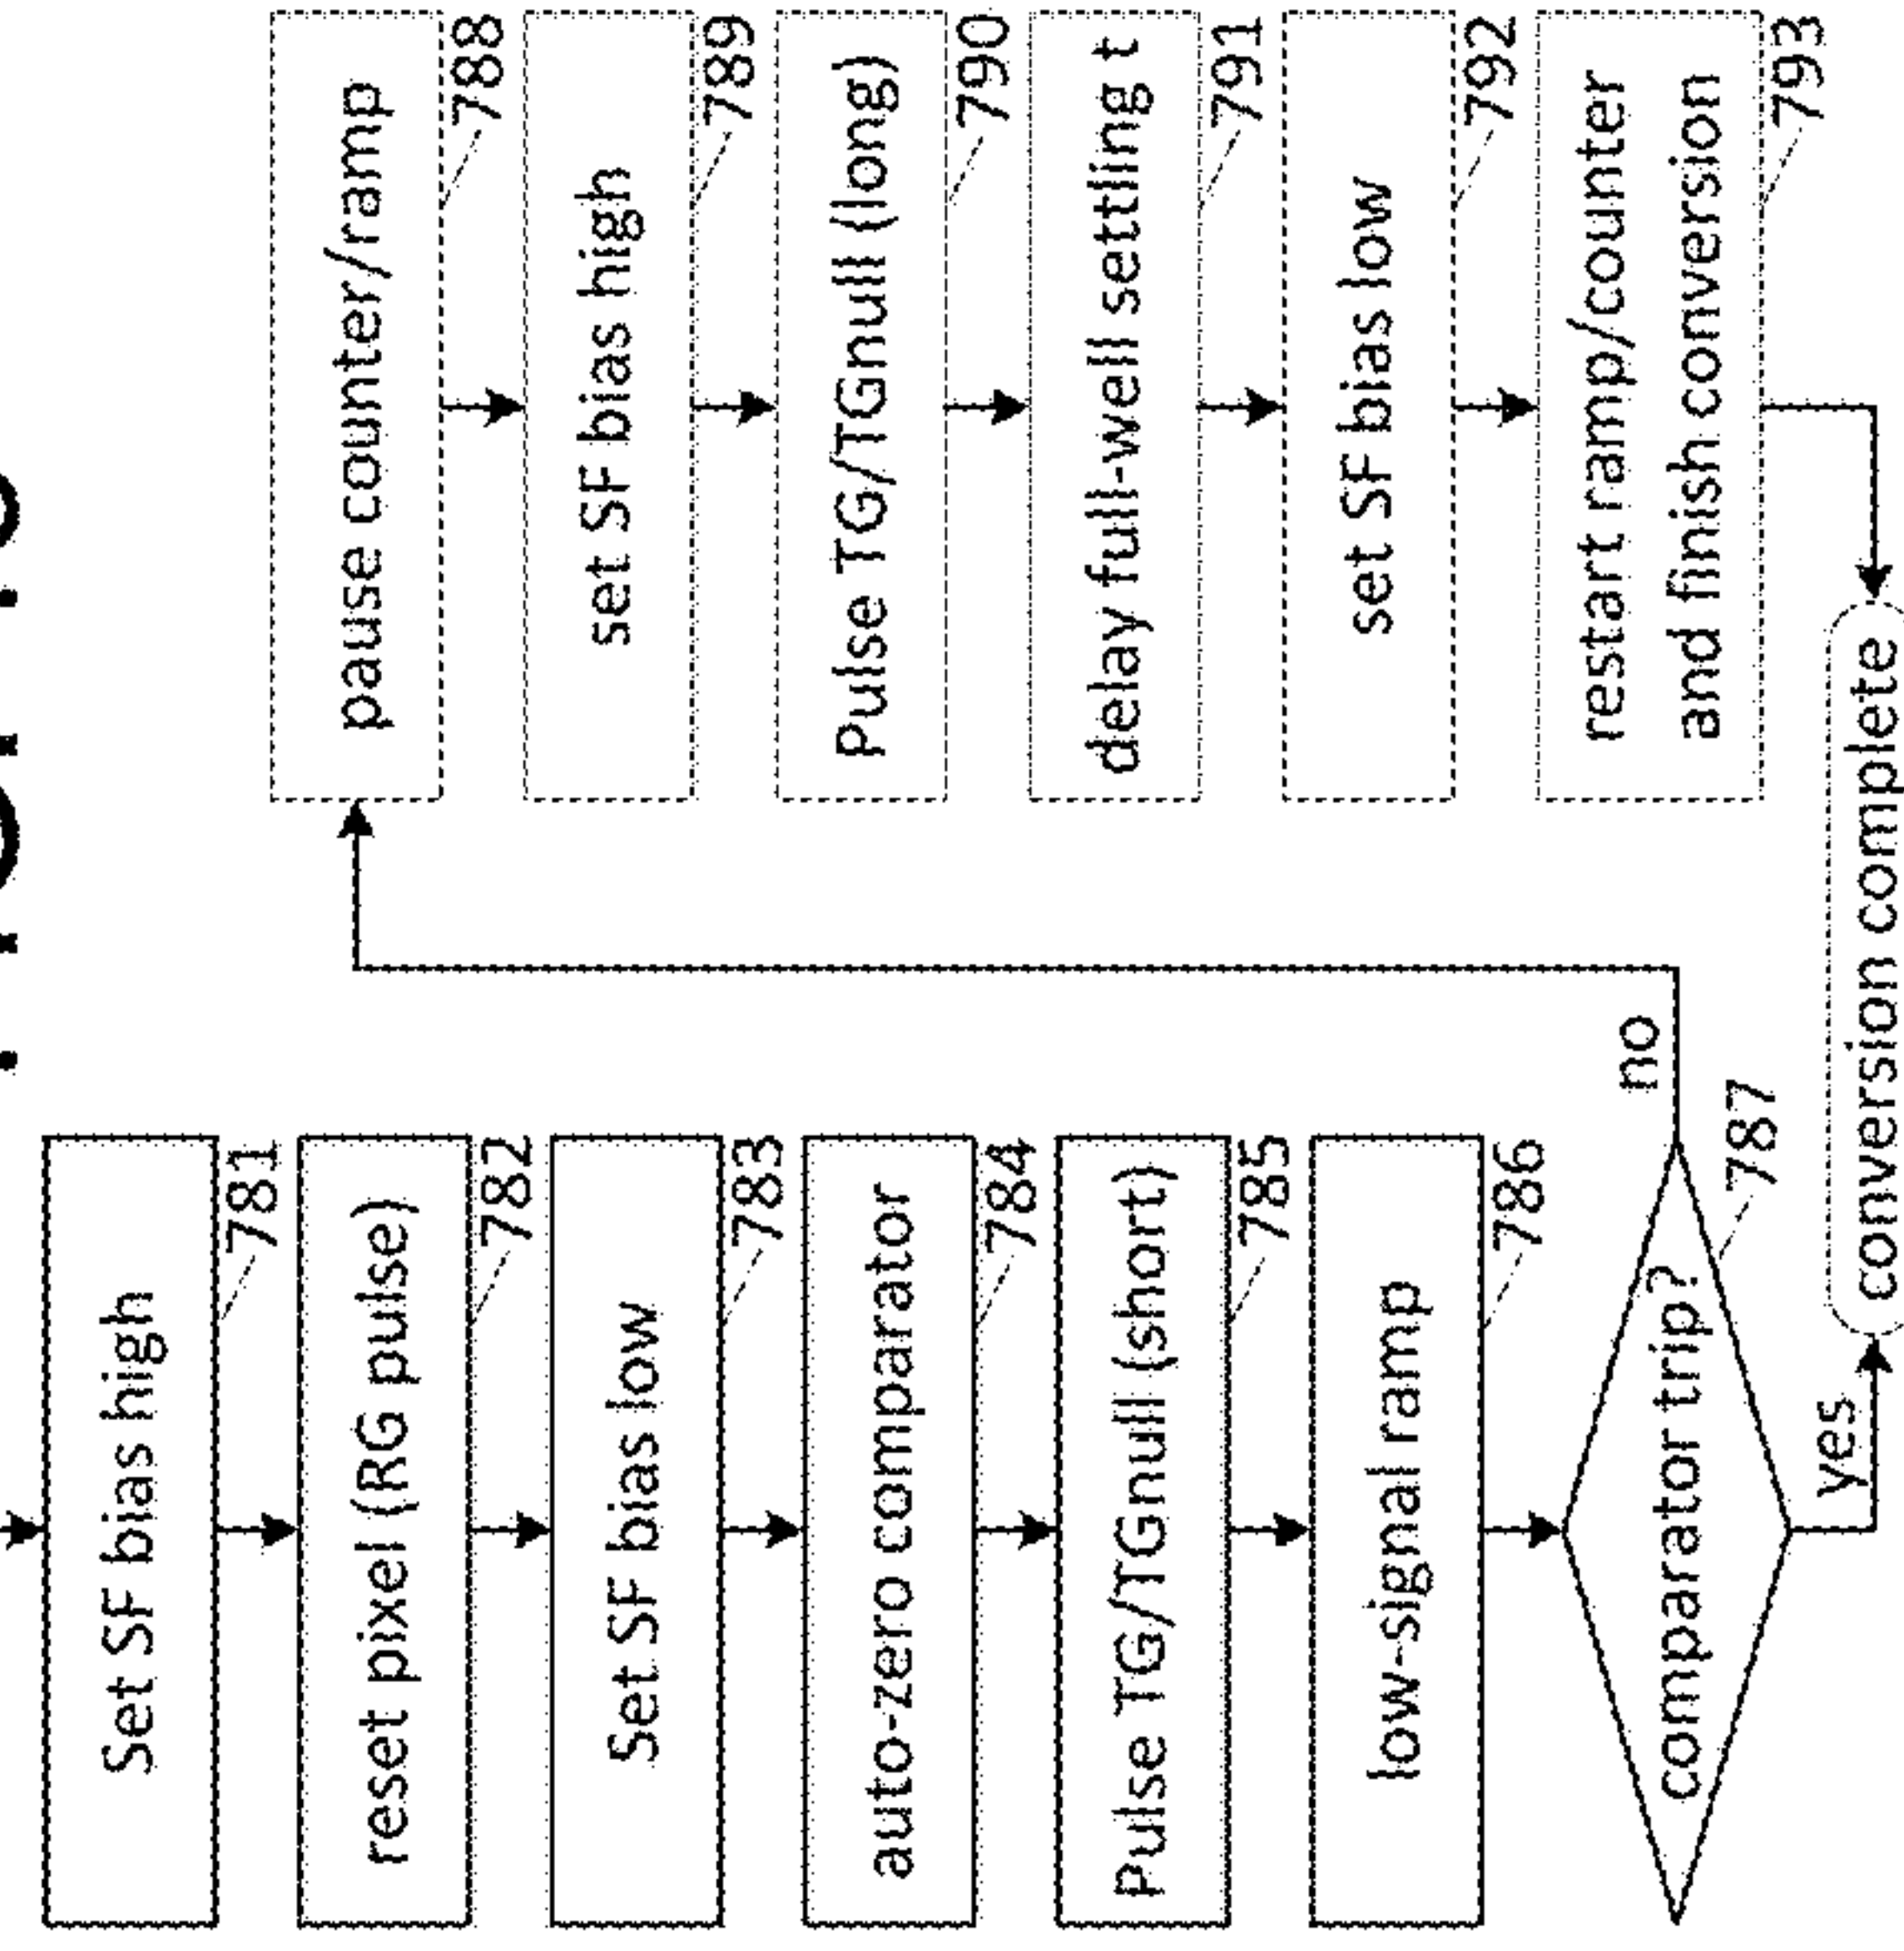 Set SF bias high
781
reset pixel (RG pulse)
782
Set SF bias low
783
auto-zero comparator
784
Pulse TG/TGnull (short)
785
low-signal ramp
786
comparator trip?
787
no
yes
pause counter/ramp
788
set SF bias high
789
Pulse TG/TGnull (long)
790
delay full-well settling t
791
set SF bias low
792
restart ramp/counter
and finish conversion
793
conversion complete